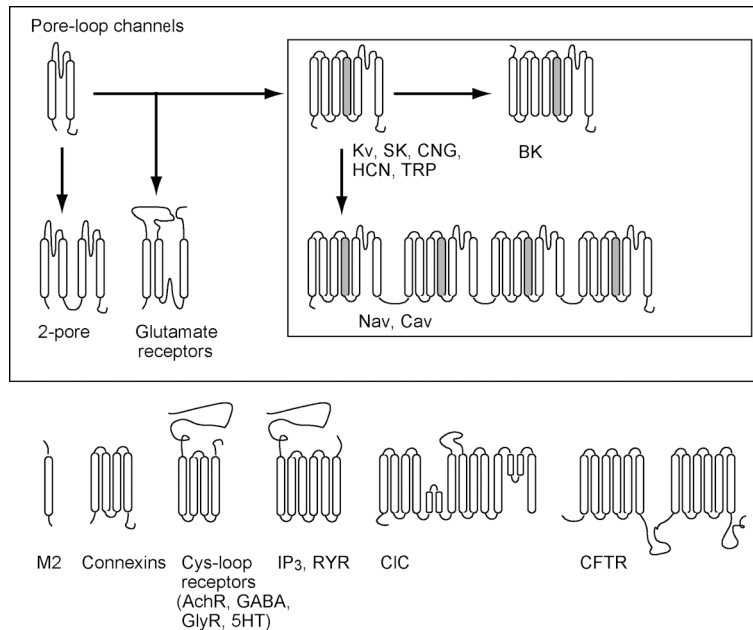 Pore-loop channels
Kv, SK, CNG,
HCN, TRP
BK
2-pore
Glutamate
receptors
Nav, Cav
M2
Connexins
Cys-loop
receptors
(AchR, GABA,
GlyR, 5HT)
IP3, RYR
ClC
CFTR